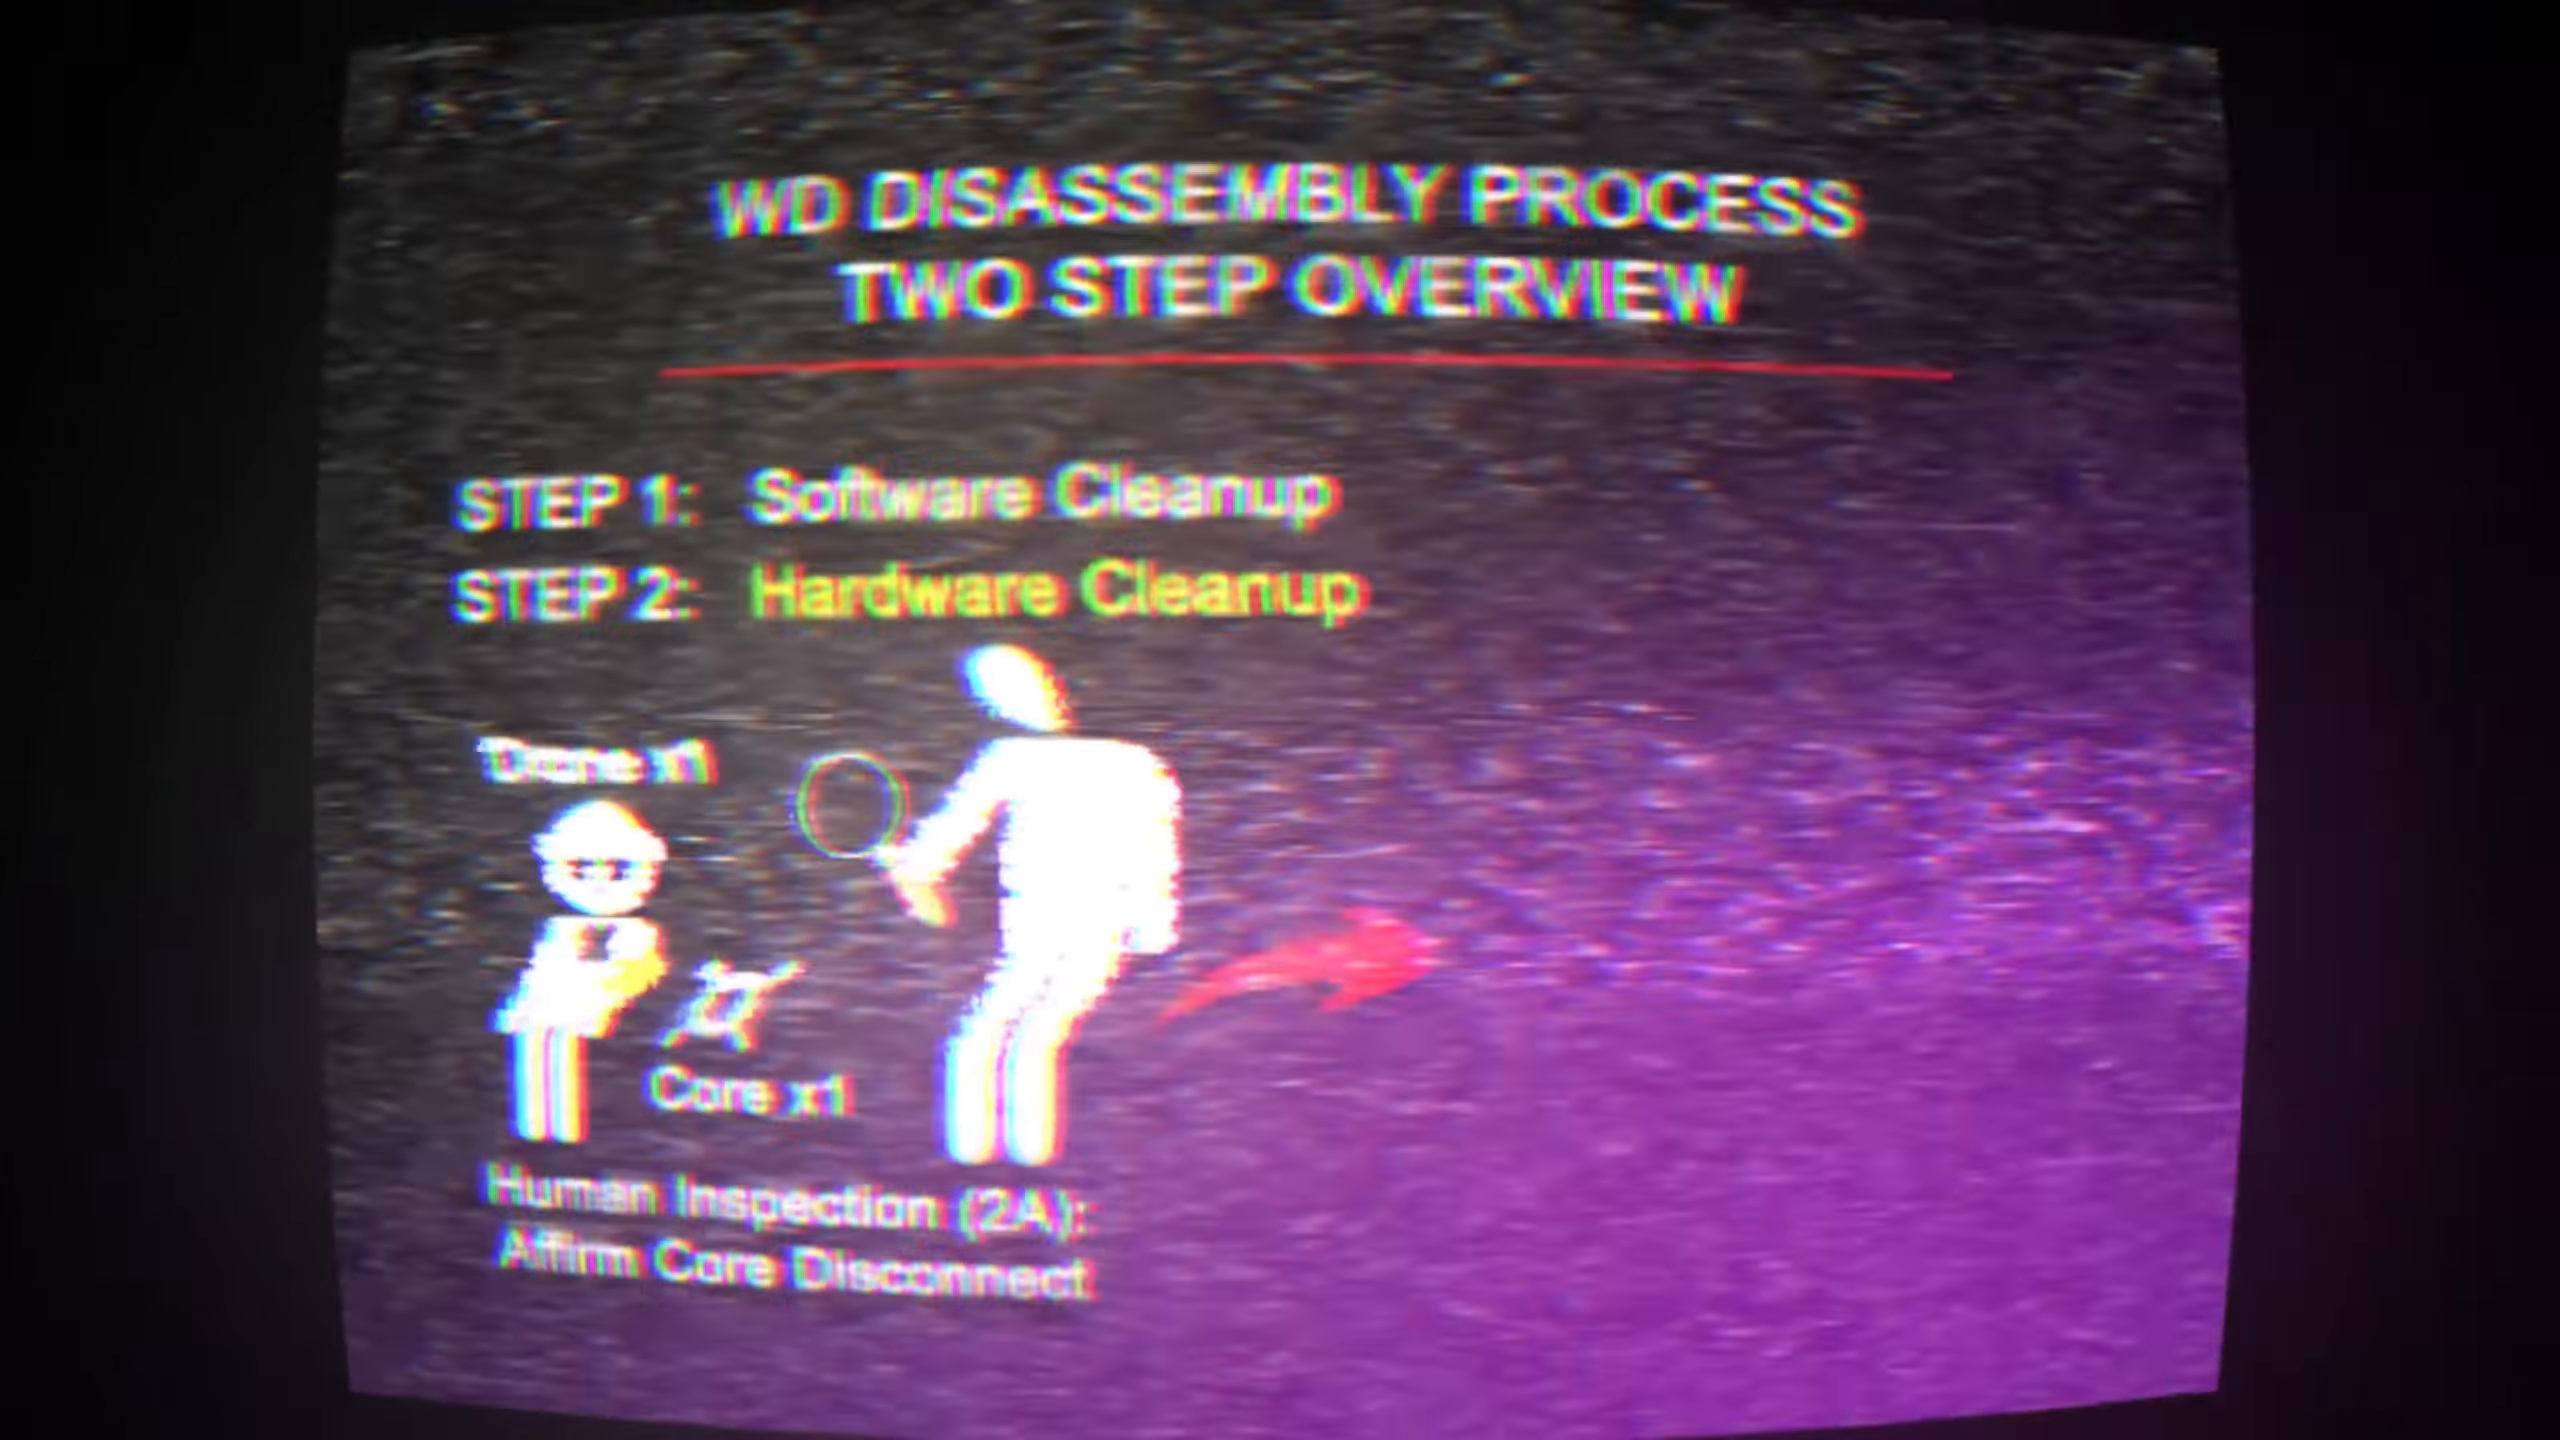 WD DISASSEMBLY PROCESS
TWO STEP OVERVIEW
STEP 1: Software Cleanup
STEP 2: Hardware Cleanup
Drone x1
Core x1
Human Inspection (2A):
Affirm Core Disconnect